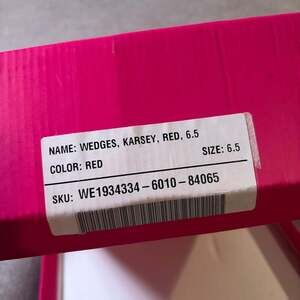 NAME: WEDGES, KARSEY, RED, 6.5
COLOR: RED SIZE: 6.5
SKU: WE1934334-6010-84065